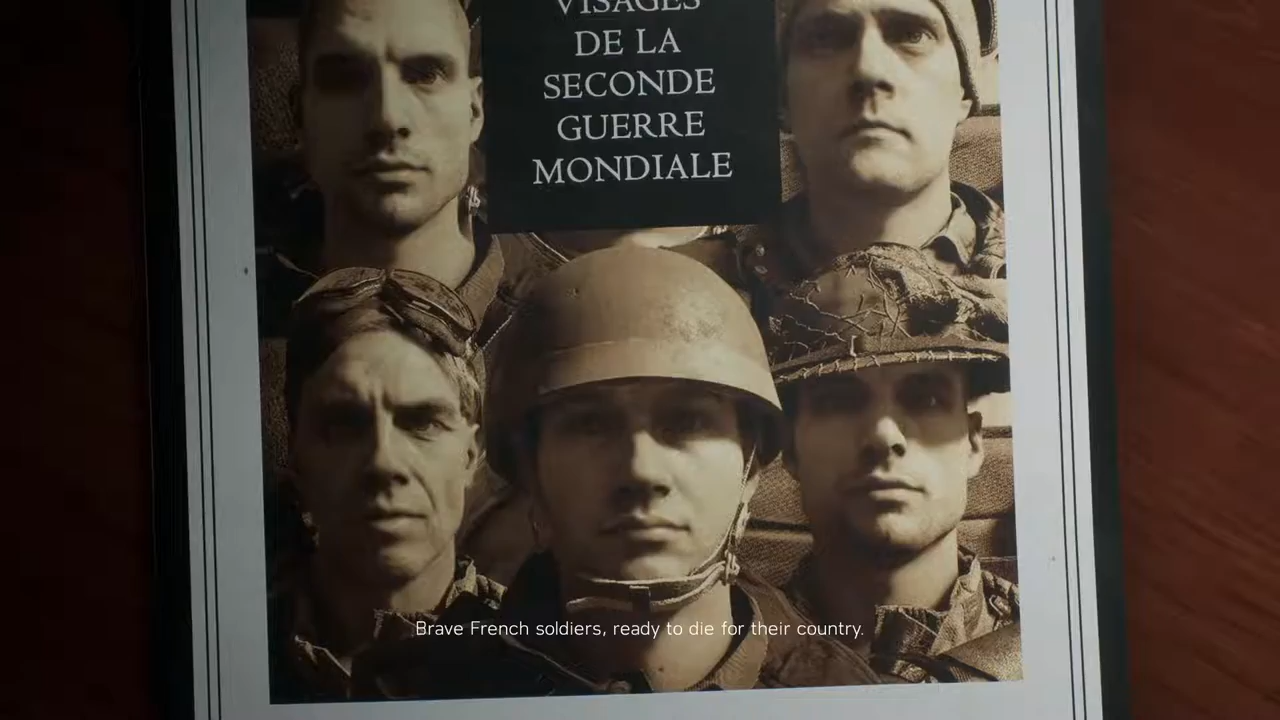 VISAGES
DE LA
SECONDE
GUERRE
MONDIALE
Brave French soldiers, ready to die for their country.